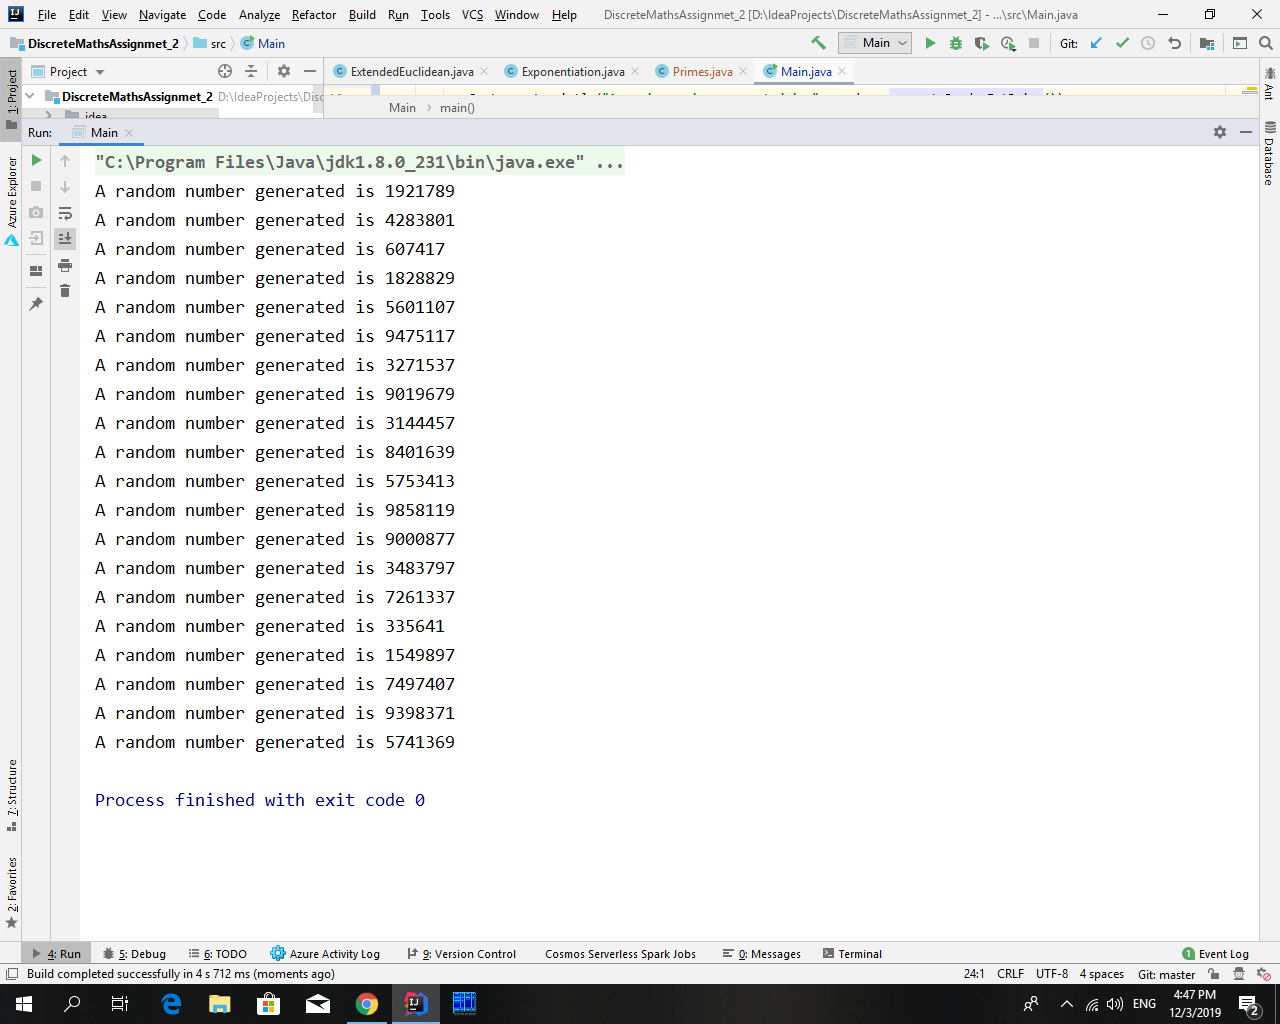 File Edit View Navigate Code Analyze Refactor Build Run Tools VCS Window Help DiscreteMathsAssignmet_2 [D:\IdeaProjects\DiscreteMathsAssignmet_2] - ...\src\Main.java
DiscreteMathsAssignmet_2 src Main Main Git:
1: Project Project ExtendedEuclidean.java Exponentiation.java Primes.java Main.java Ant
DiscreteMathsAssignmet_2 D:\IdeaProjects\Disc
idea Main main()
Run: Main
Azure Explorer Database
"C:\Program Files\Java\jdk1.8.0_231\bin\java.exe" ...
A random number generated is 1921789
A random number generated is 4283801
A random number generated is 607417
A random number generated is 1828829
A random number generated is 5601107
A random number generated is 9475117
A random number generated is 3271537
A random number generated is 9019679
A random number generated is 3144457
A random number generated is 8401639
A random number generated is 5753413
A random number generated is 9858119
A random number generated is 9000877
A random number generated is 3483797
A random number generated is 7261337
A random number generated is 335641
A random number generated is 1549897
A random number generated is 7497407
A random number generated is 9398371
A random number generated is 5741369
Process finished with exit code 0
7: Structure
2: Favorites
4: Run 5: Debug 6: TODO Azure Activity Log 9: Version Control Cosmos Serverless Spark Jobs 0: Messages Terminal 1 Event Log
Build completed successfully in 4 s 712 ms (moments ago) 24:1 CRLF UTF-8 4 spaces Git: master
ENG 4:47 PM
12/3/2019 2